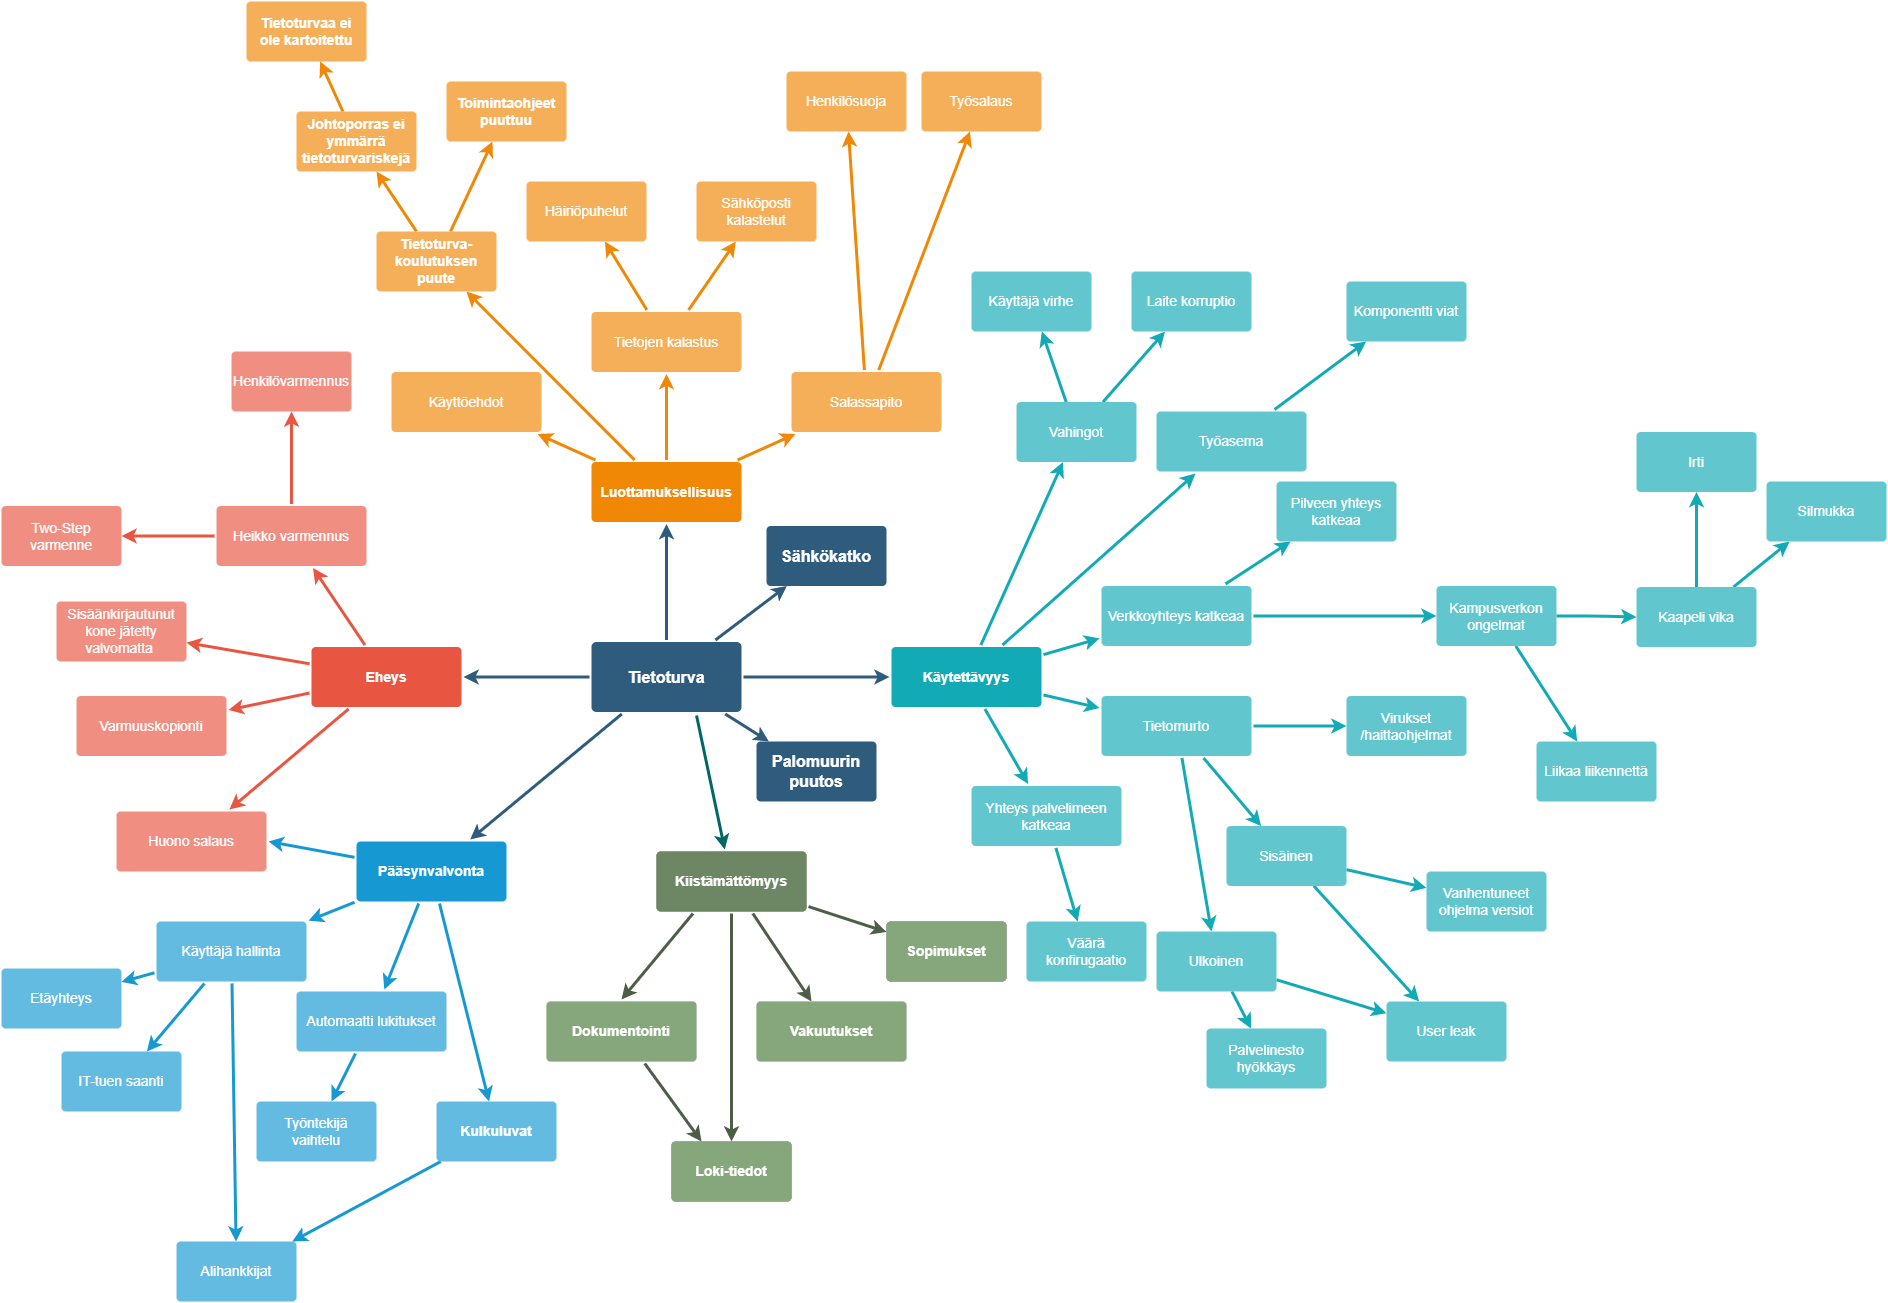 Tietoturvaa ei
ole kartoitettu
Toimintaohjeet
puuttuu
Johtoporras ei
ymmärrä
tietoturvariskejä
Henkilösuoja
Työsalaus
Häiriöpuhelut
Sähköposti
kalastelut
Tietoturva-
koulutuksen
puute
Käyttäjä virhe
Laite korruptio
Komponentti viat
Tietojen kalastus
Henkilövarmennus
Käyttöehdot
Salassapito
Vahingot
Työasema
Irti
Luottamuksellisuus
Pilveen yhteys
katkeaa
Silmukka
Two-Step
varmenne
Heikko varmennus
Sähkökatko
Verkkoyhteys katkeaa
Kampusverkon
ongelmat
Kaapeli vika
Sisäänkirjautunut
kone jätetty
valvomatta
Eheys
Tietoturva
Käytettävyys
Varmuuskopionti
Tietomurto
Virukset
/haittaohjelmat
Palomuurin
puutos
Liikaa liikennettä
Yhteys palvelimeen
katkeaa
Huono salaus
Pääsynvalvonta
Kiistämättömyys
Sisäinen
Vanhentuneet
ohjelma versiot
Käyttäjä hallinta
Sopimukset
Väärä
konfirugaatio
Ulkoinen
Etäyhteys
Automaatti lukitukset
Dokumentointi
Vakuutukset
User leak
Palvelinesto
hyökkäys
IT-tuen saanti
Työntekijä
vaihtelu
Kulkuluvat
Loki-tiedot
Alihankkijat